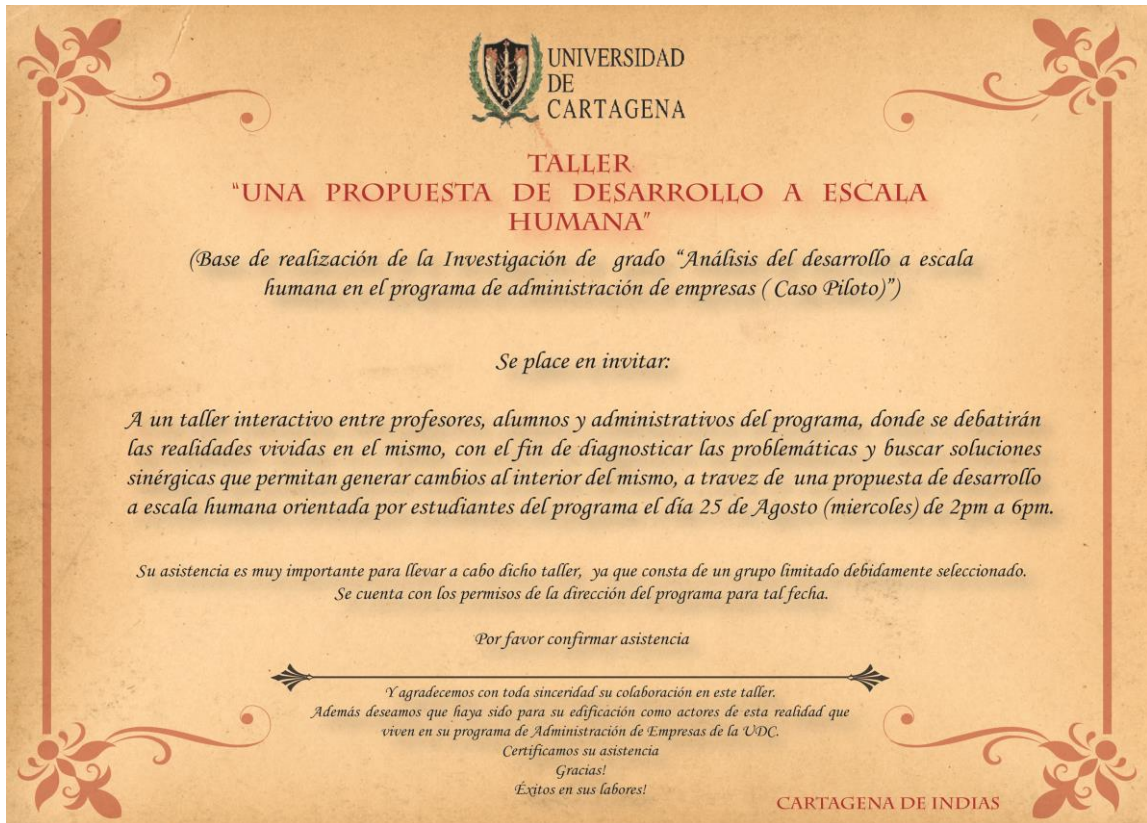 UNIVERSIDAD
DE
CARTAGENA
TALLER
"UNA PROPUESTA DE DESARROLLO A ESCALA
HUMANA"
(Base de realización de la Investigación de grado "Análisis del desarrollo a escala
humana en el programa de administración de empresas ( Caso Piloto)")
Se place en invitar:
A un taller interactivo entre profesores, alumnos y administrativos del programa, donde se debatirán
las realidades vividas en el mismo, con el fin de diagnosticar las problemáticas y buscar soluciones
sinérgicas que permitan generar cambios al interior del mismo, a travez de una propuesta de desarrollo
a escala humana orientada por estudiantes del programa el día 25 de Agosto (miercoles) de 2pm a 6pm.
Su asistencia es muy importante para llevar a cabo dicho taller, ya que consta de un grupo limitado debidamente seleccionado.
Se cuenta con los permisos de la dirección del programa para tal fecha.
Por favor confirmar asistencia
Y agradecemos con toda sinceridad su colaboración en este taller.
Además deseamos que haya sido para su edificación como actores de esta realidad que
viven en su programa de Administración de Empresas de la UDC.
Certificamos su asistencia
Gracias!
Éxitos en sus labores!
CARTAGENA DE INDIAS